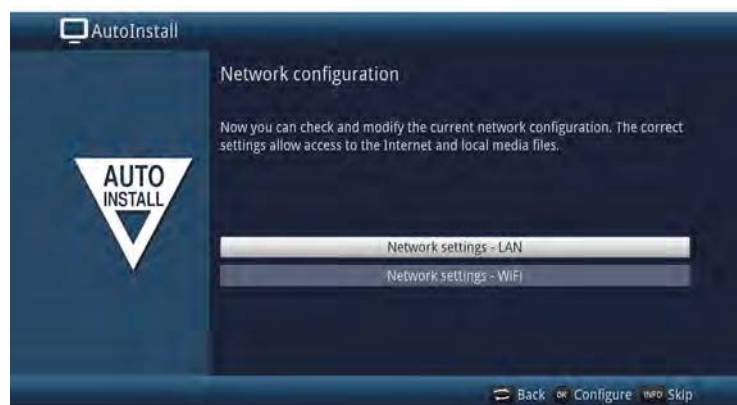 AutoInstall
Network configuration
Now you can check and modify the current network configuration. The correct
settings allow access to the Internet and local media files.
AUTO
INSTALL
Network settings - LAN
Network settings - WiFi
Back OK Configure INFO Skip